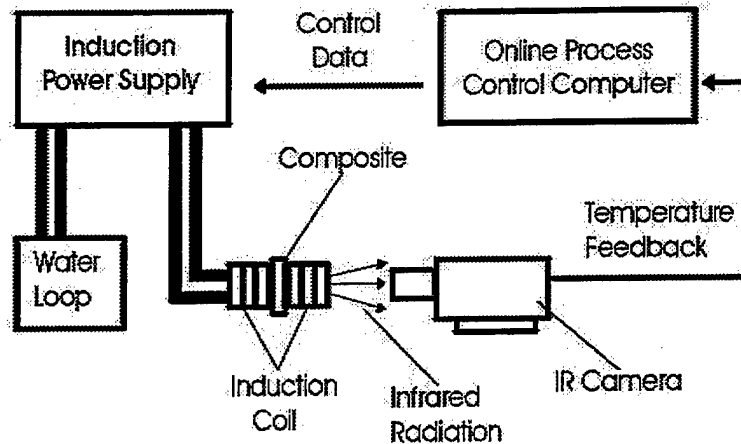 Induction
Power Supply
Control
Data
Online Process
Control Computer
Composite
Temperature
Feedback
Water
Loop
Induction
Coil
Infrared
Radiation
IR Camera